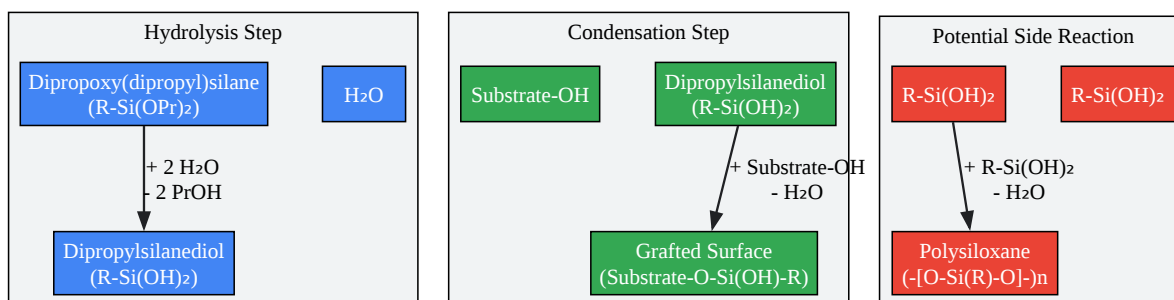 Hydrolysis Step
Dipropoxy(dipropyl)silane
(R-Si(OPr)₂)
H₂O
+ 2 H₂O
- 2 PrOH
Dipropylsilanediol
(R-Si(OH)₂)
Condensation Step
Substrate-OH
Dipropylsilanediol
(R-Si(OH)₂)
+ Substrate-OH
- H₂O
Grafted Surface
(Substrate-O-Si(OH)-R)
Potential Side Reaction
R-Si(OH)₂
R-Si(OH)₂
+ R-Si(OH)₂
- H₂O
Polysiloxane
(-[O-Si(R)-O]-)n